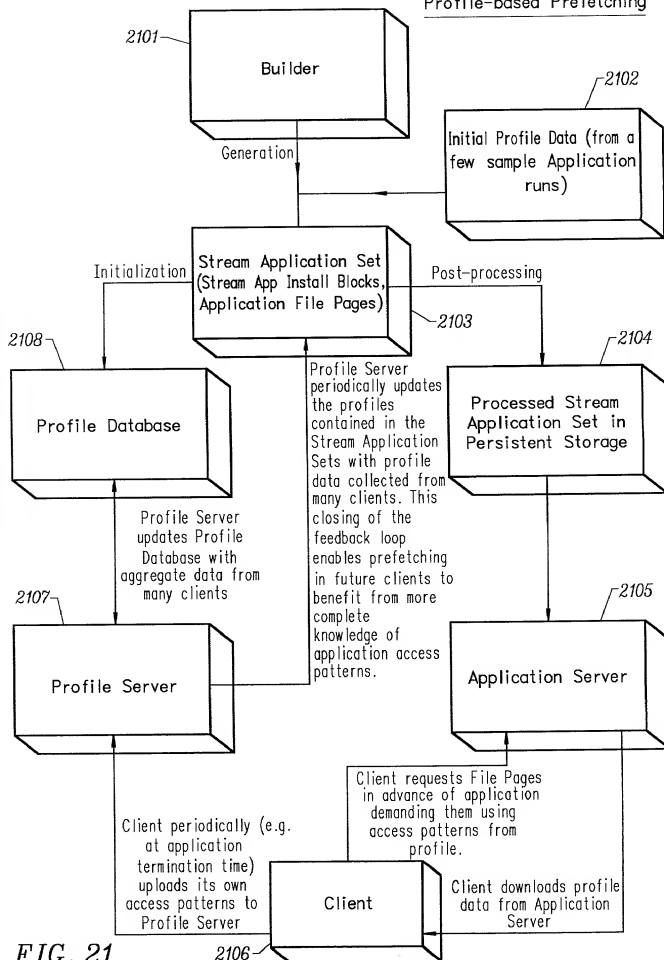 Profile-based Prefetching
2101
Builder
2102
Initial Profile Data (from a
few sample Application
runs)
Generation
Stream Application Set
(Stream App Install Blocks,
Application File Pages)
2103
Initialization
Post-processing
2108
Profile Database
2104
Processed Stream
Application Set in
Persistent Storage
Profile Server
periodically updates
the profiles
contained in the
Stream Application
Sets with profile
data collected from
many clients. This
closing of the
feedback loop
enables prefetching
in future clients to
benefit from more
complete
knowledge of
application access
patterns.
Profile Server
updates Profile
Database with
aggregate data from
many clients
2107
Profile Server
2105
Application Server
Client requests File Pages
in advance of application
demanding them using
access patterns from
profile.
Client periodically (e.g.
at application
termination time)
uploads its own
access patterns to
Profile Server
Client
Client downloads profile
data from Application
Server
2106
FIG. 21